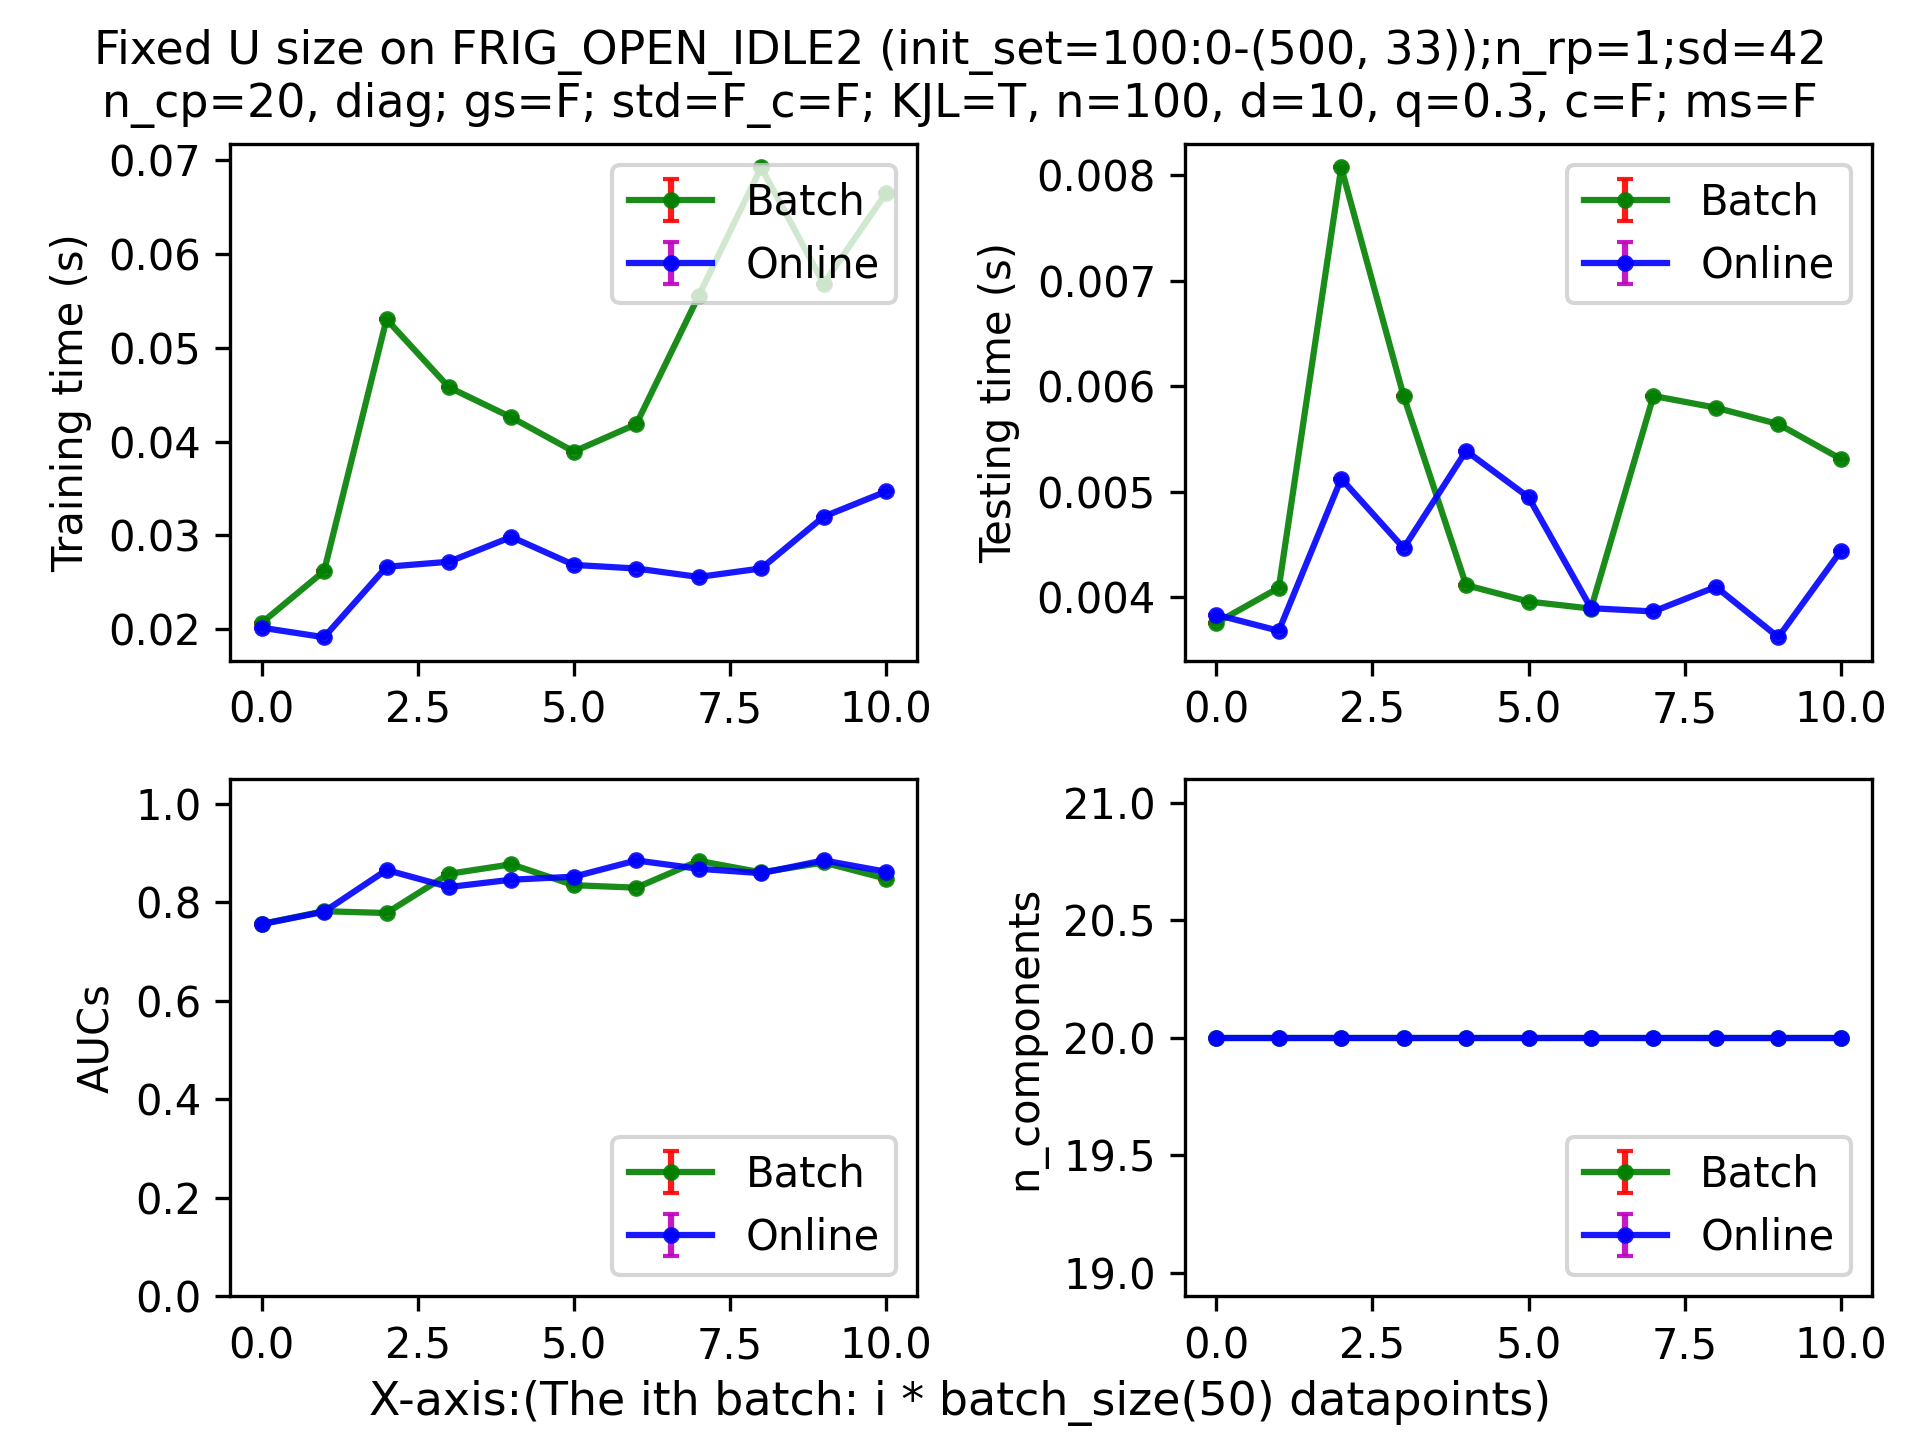 Fixed U size on FRIG_OPEN_IDLE2 (init_set=100:0-(500, 33));n_rp=1;sd=42
n_cp=20, diag; gs=F; std=F_c=F; KJL=T, n=100, d=10, q=0.3, c=F; ms=F
Training time (s)
0.07
0.06
0.05
0.04
0.03
0.02
Batch
Online
0.0 2.5 5.0 7.5 10.0
Testing time (s)
0.008
0.007
0.006
0.005
0.004
Batch
Online
0.0 2.5 5.0 7.5 10.0
AUCs
1.0
0.8
0.6
0.4
0.2
0.0
Batch
Online
0.0 2.5 5.0 7.5 10.0
n_components
21.0
20.5
20.0
19.5
19.0
Batch
Online
0.0 2.5 5.0 7.5 10.0
X-axis:(The ith batch: i * batch_size(50) datapoints)